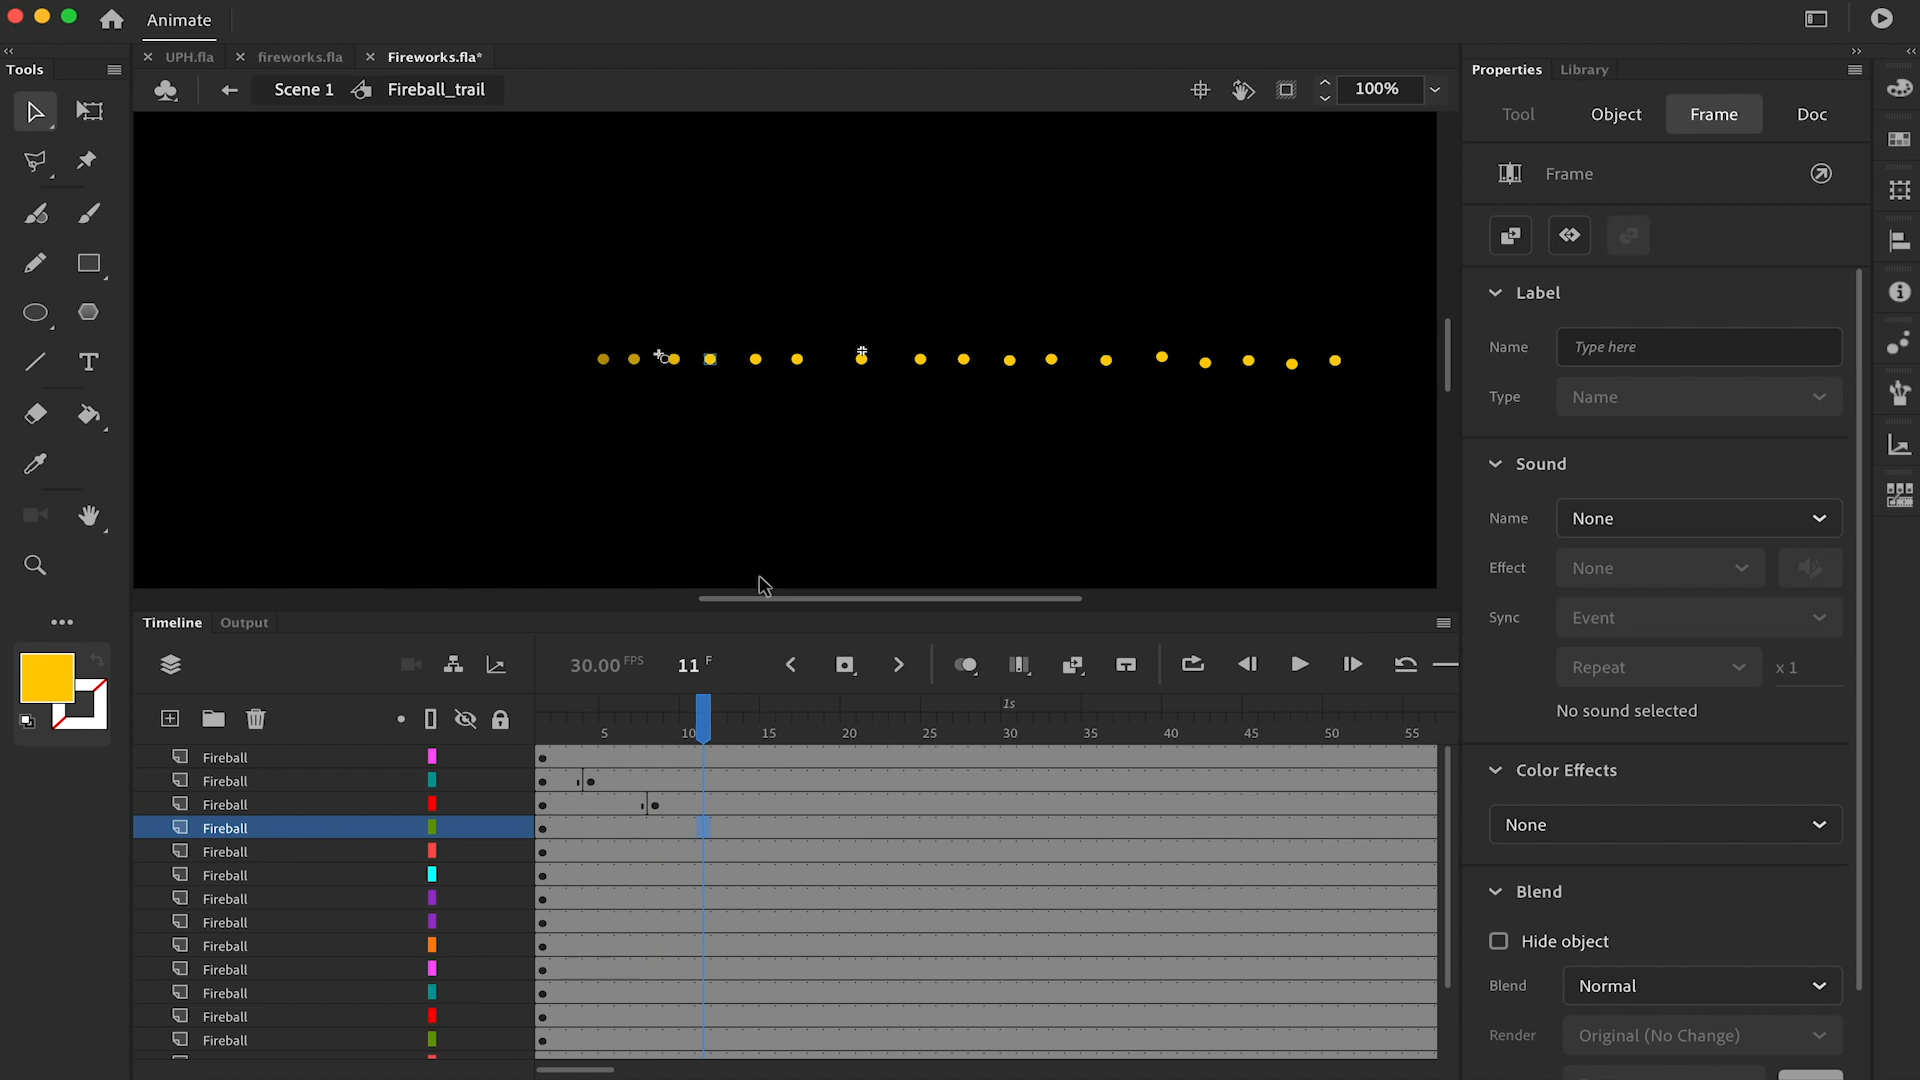 Animate
UPH.fla
fireworks.fla
Fireworks.fla*
Tools
Scene 1
Fireball_trail
100%
Properties
Library
Tool
Object
Frame
Doc
Frame
Label
Name
Type here
Type
Name
Sound
Name
None
Effect
None
Sync
Event
Repeat
x 1
No sound selected
Color Effects
None
Blend
Hide object
Blend
Normal
Render
Original (No Change)
Timeline
Output
30.00 FPS
11 F
1s
5 10 15 20 25 30 35 40 45 50 55
Fireball
Fireball
Fireball
Fireball
Fireball
Fireball
Fireball
Fireball
Fireball
Fireball
Fireball
Fireball
Fireball